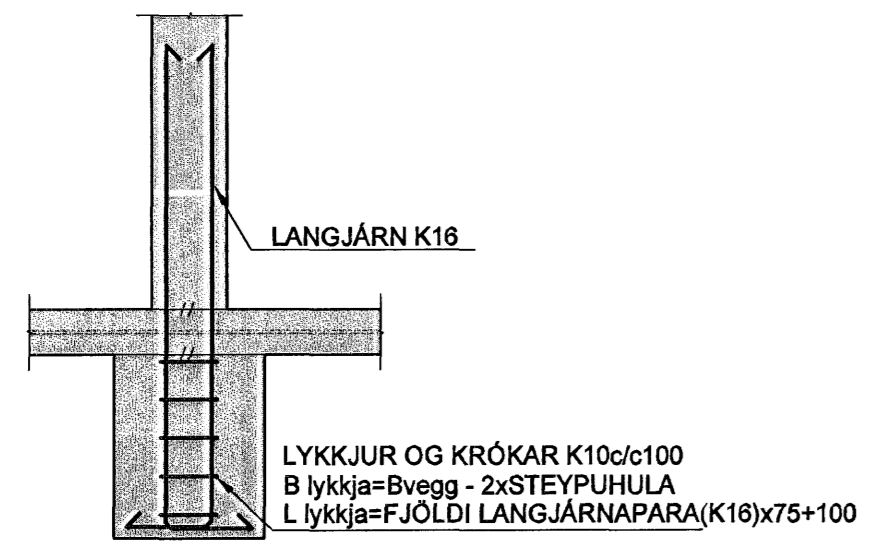 LANGJÁRN K16
LYKKJUR OG KRÓKAR K10c/c100
B lykkja=Bvegg - 2xSTEYPUHULA
L lykkja=FJÖLDI LANGJÁRNAPARA(K16)x75+100